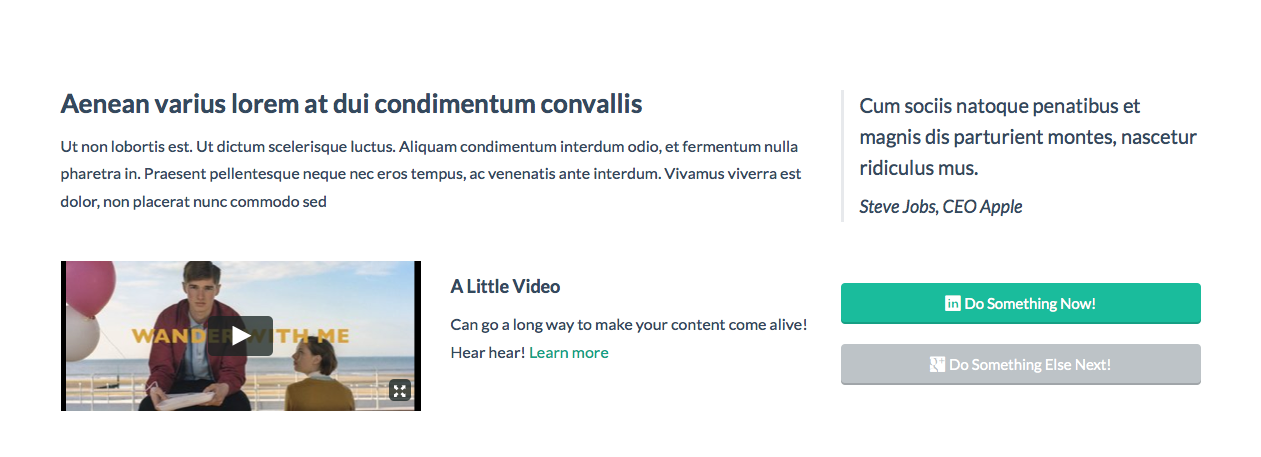 Aenean varius lorem at dui condimentum convallis
Ut non lobortis est. Ut dictum scelerisque luctus. Aliquam condimentum interdum odio, et fermentum nulla
pharetra in. Praesent pellentesque neque nec eros tempus, ac venenatis ante interdum. Vivamus viverra est
dolor, non placerat nunc commodo sed
Cum sociis natoque penatibus et
magnis dis parturient montes, nascetur
ridiculus mus.
Steve Jobs, CEO Apple
WANDER WITH ME
A Little Video
Can go a long way to make your content come alive!
Hear hear! Learn more
in Do Something Now!
g+ Do Something Else Next!